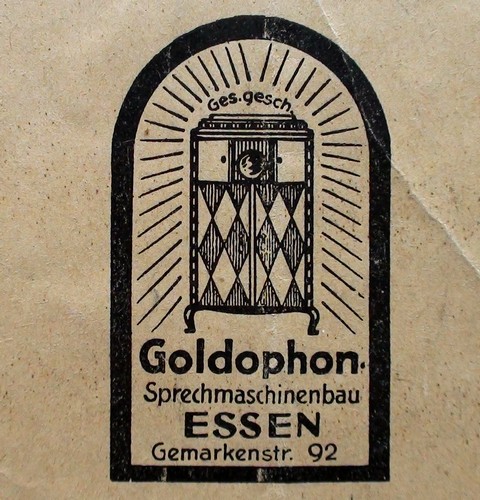 Ges.gesch.
Goldophon.
Sprechmaschinenbau
ESSEN
Gemarkenstr. 92